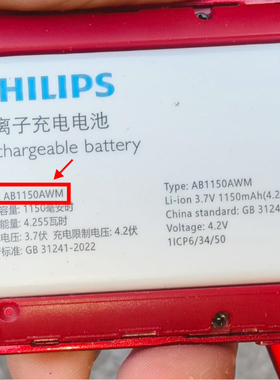 PHILIPS
离子充电电池
chargeable battery
AB1150AWM
容量: 1150毫安时
量: 4.255瓦时
电压: 3.7伏 充电限制电压: 4.2伏
标准: GB 31241-2022
Type: AB1150AWM
Li-ion 3.7V 1150mAh(4.2
China standard: GB 3124
Voltage: 4.2V
1ICP6/34/50